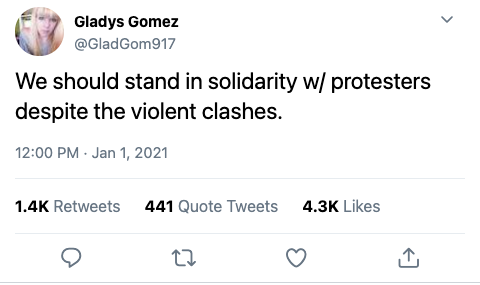 Gladys Gomez
@GladGom917
We should stand in solidarity w/ protesters
despite the violent clashes.
12:00 PM · Jan 1, 2021
1.4K Retweets 441 Quote Tweets 4.3K Likes